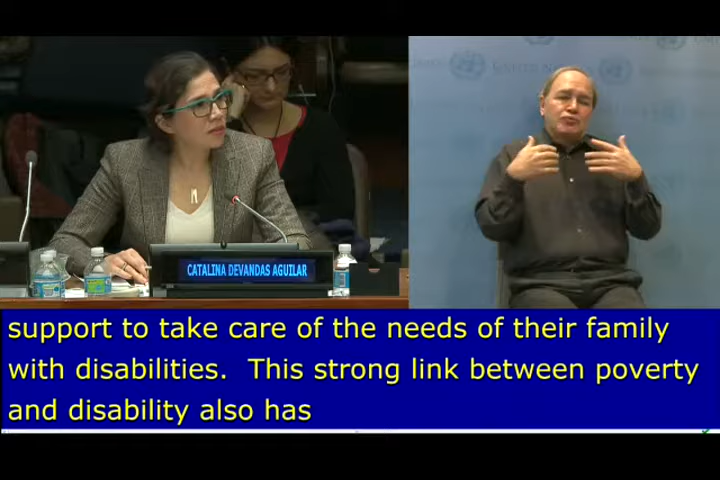 CATALINA DEVANDAS AGUILAR
support to take care of the needs of their family
with disabilities.  This strong link between poverty
and disability also has